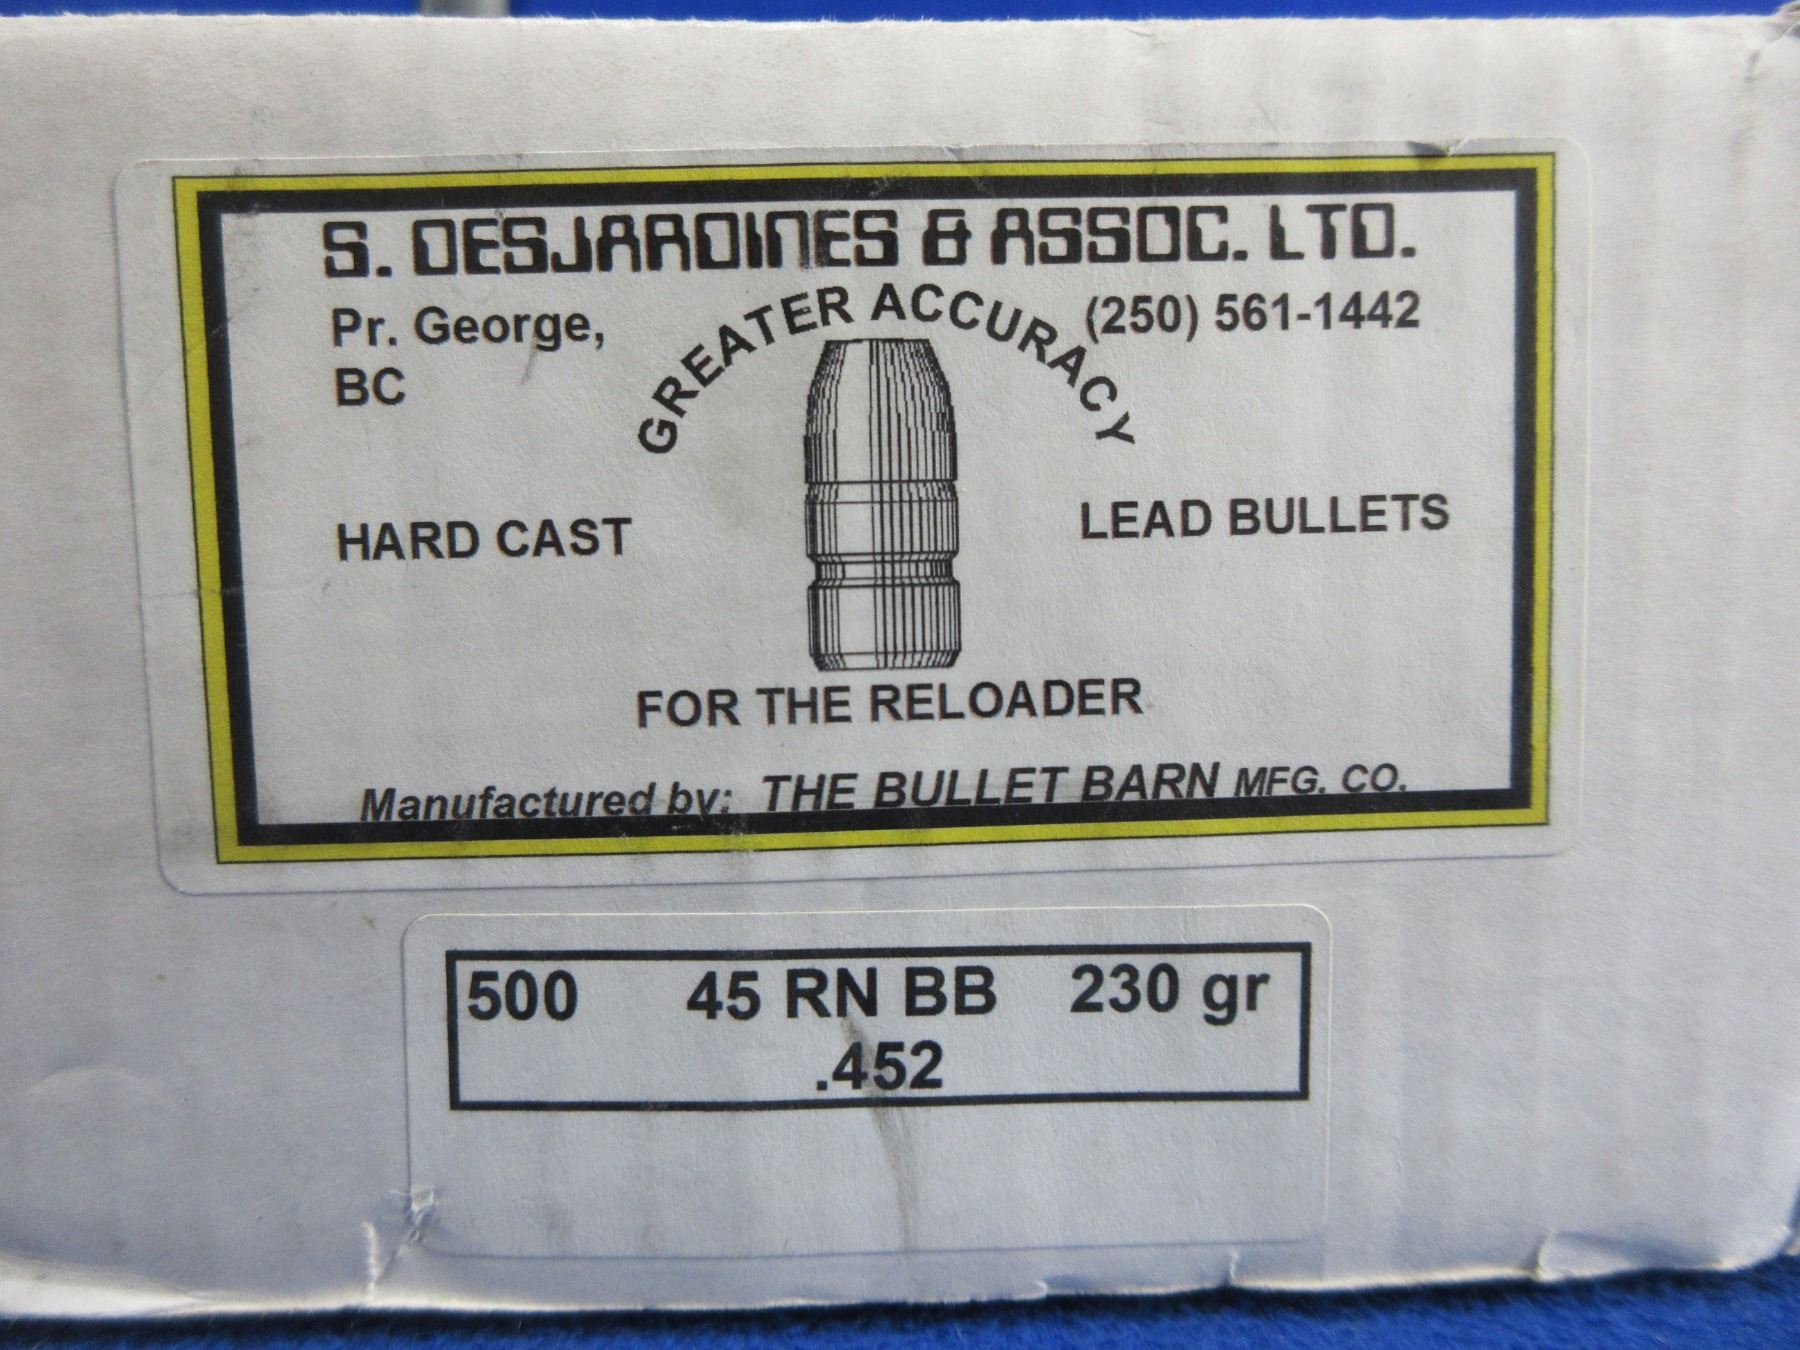 S. DESJARDINES & ASSOC. LTD.
Pr. George,
BC
(250) 561-1442
GREATER ACCURACY
HARD CAST
LEAD BULLETS
FOR THE RELOADER
Manufactured by: THE BULLET BARN MFG. CO.
500 45 RN BB 230 gr
.452